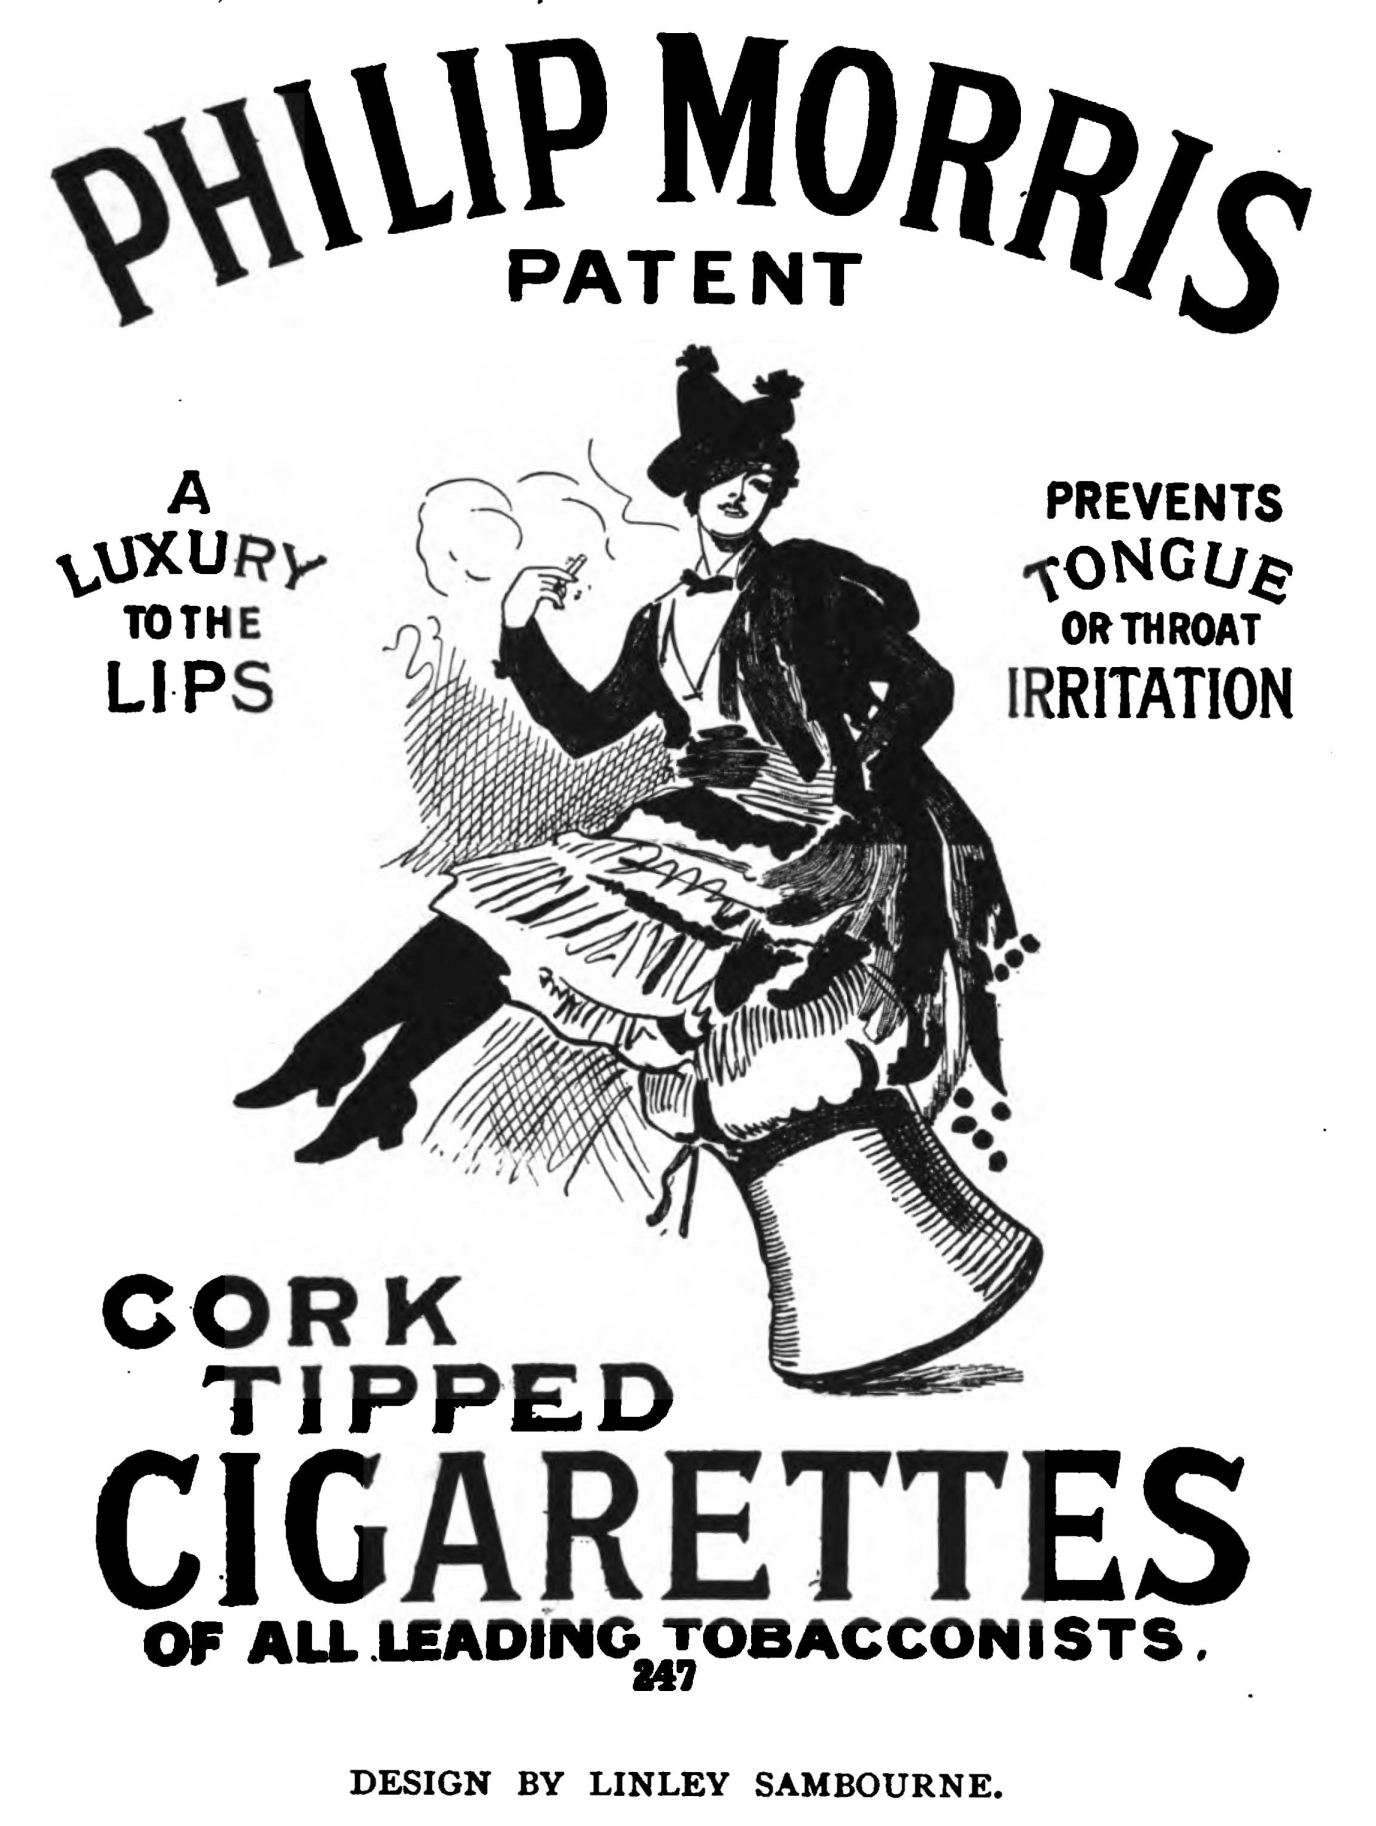 PHILIP MORRIS
PATENT
A
LUXURY
TO THE
LIPS
PREVENTS
TONGUE
OR THROAT
IRRITATION
CORK
TIPPED
CIGARETTES
OF ALL LEADING TOBACCONISTS.
247
DESIGN BY LINLEY SAMBOURNE.